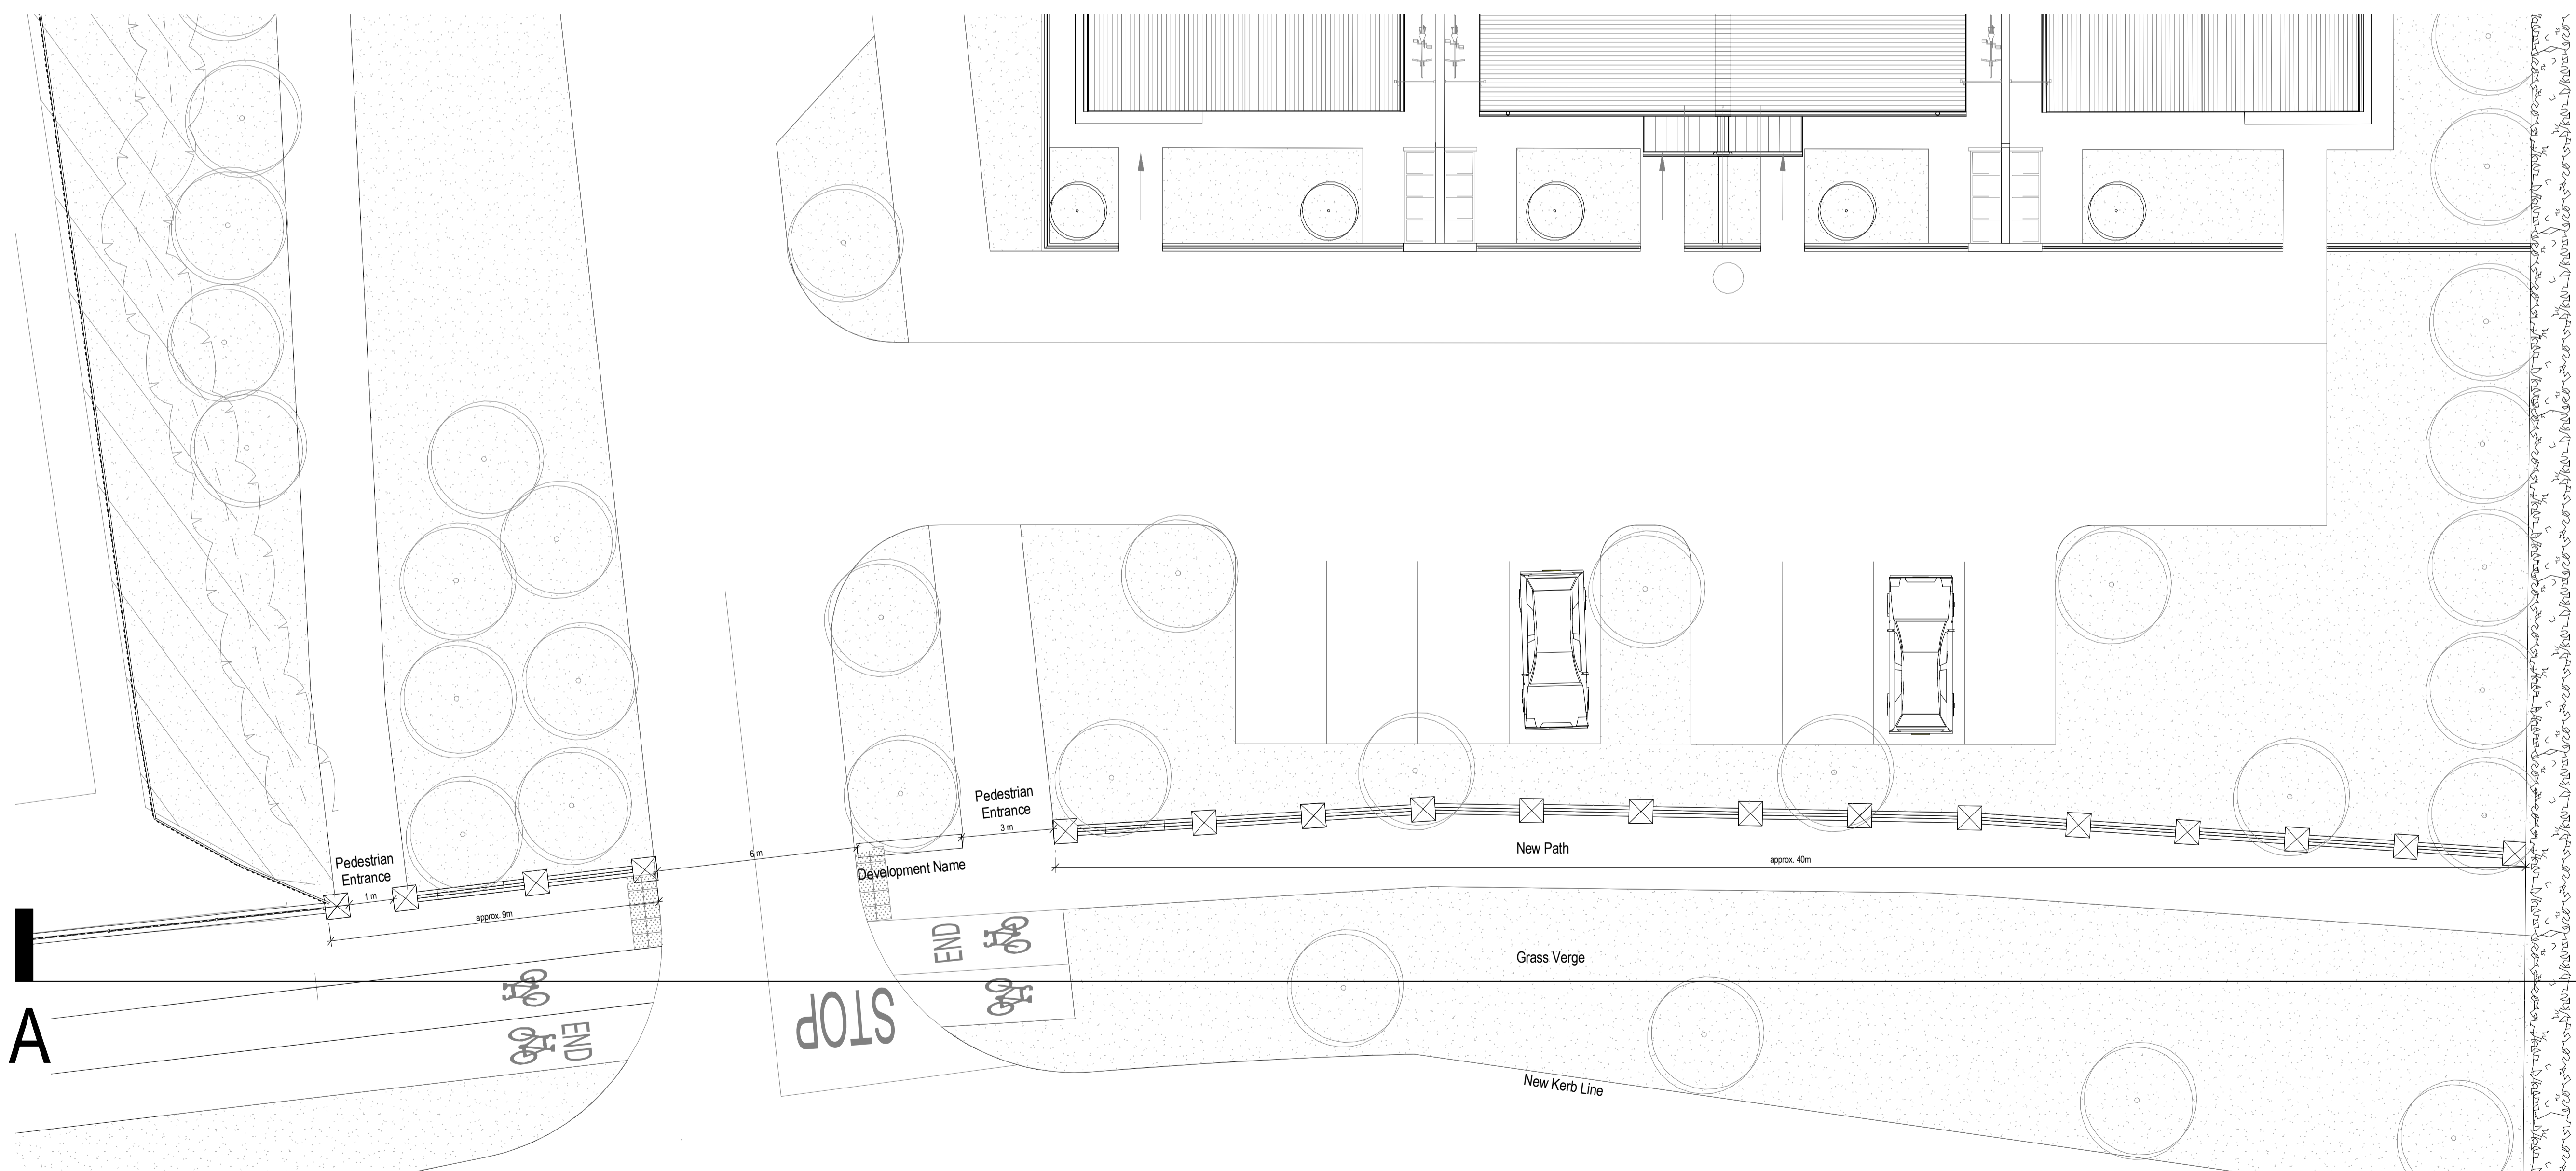 Pedestrian
Entrance
3 m
6 m
Development Name
New Path
approx. 40m
Pedestrian
Entrance
1 m
approx. 9m
END
Grass Verge
STOP
A
END
New Kerb Line